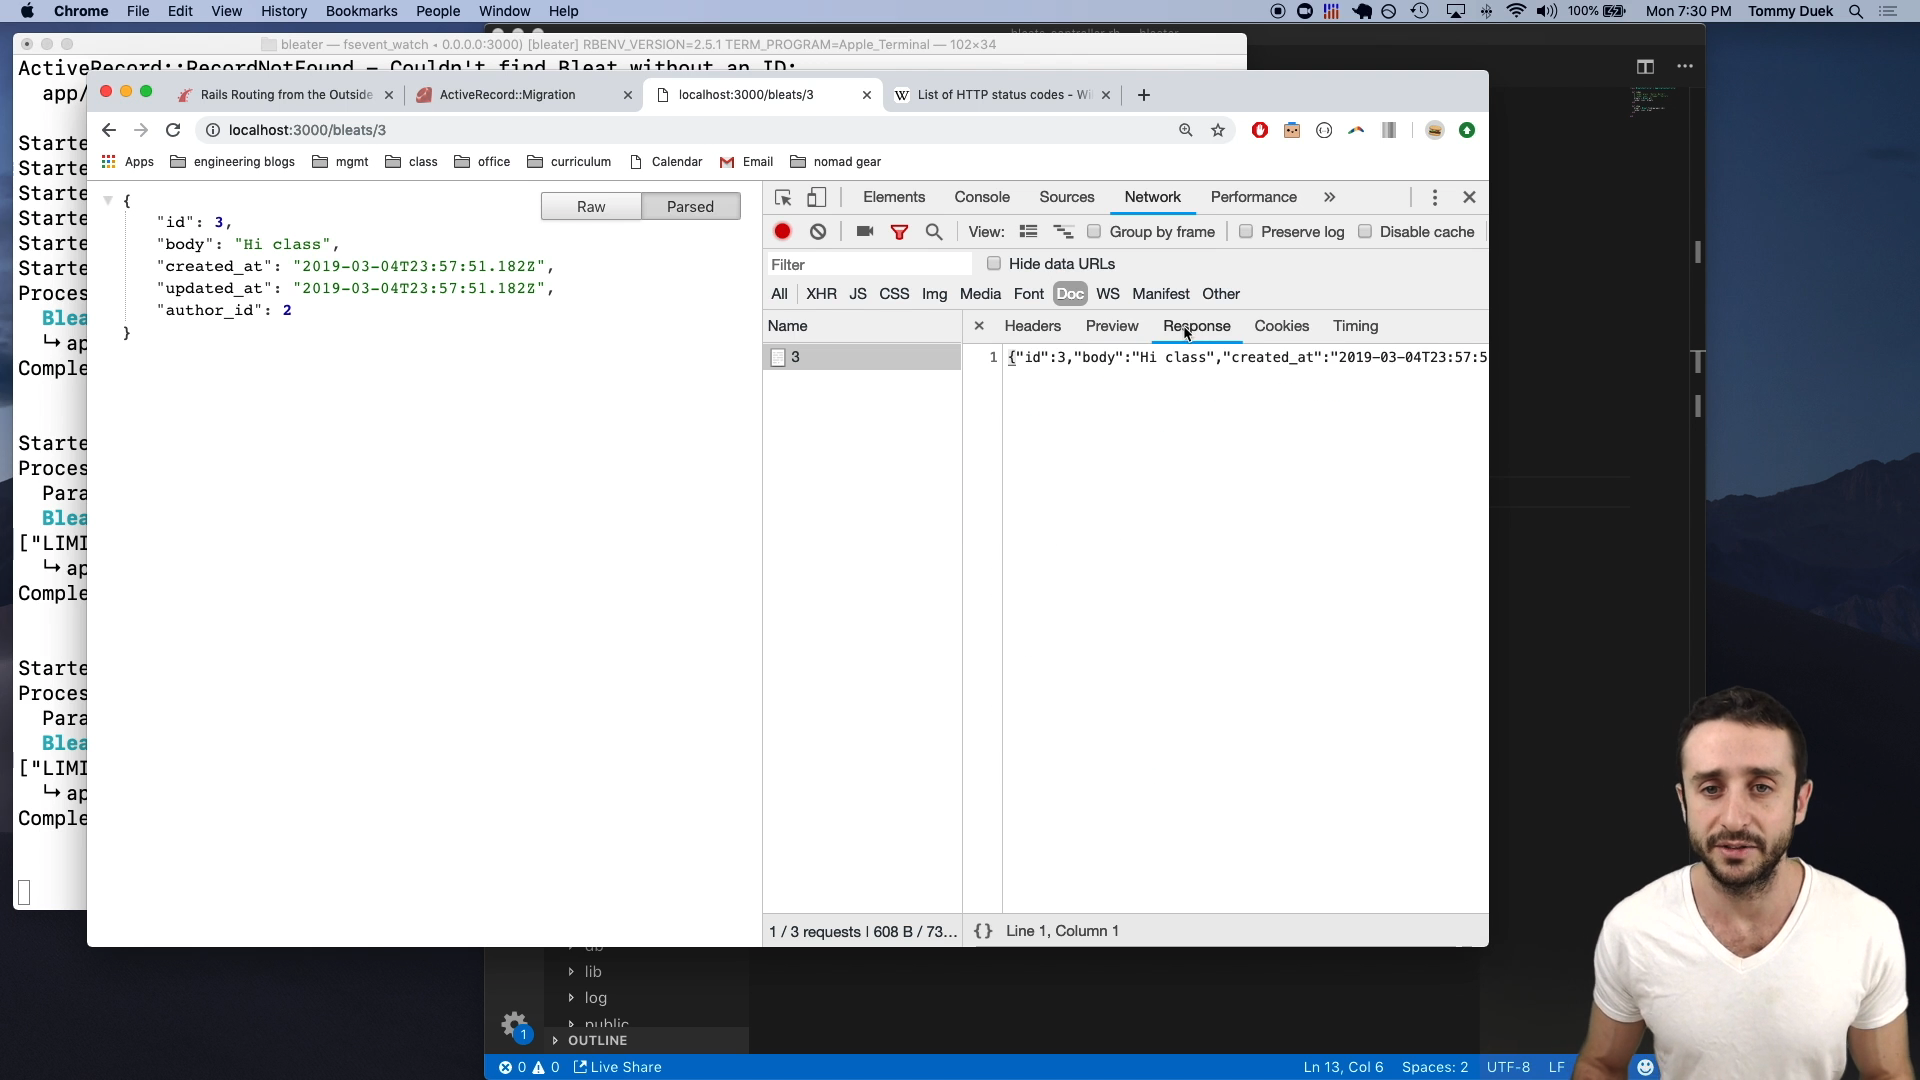 Chrome File Edit View History Bookmarks People Window Help 100% Mon 7:30 PM Tommy Duek
bleater — fsevent_watch ◂ 0.0.0.0:3000) [bleater] RBENV_VERSION=2.5.1 TERM_PROGRAM=Apple_Terminal — 102×34
ActiveRecord::RecordNotFound - Couldn't find Bleat without an ID:
app/
Rails Routing from the Outside
ActiveRecord::Migration
localhost:3000/bleats/3
List of HTTP status codes - Wi
localhost:3000/bleats/3
Apps engineering blogs mgmt class office curriculum Calendar Email nomad gear
Starte
Starte
Starte
Starte
Starte
Starte
Proces
Blea
↳ ap
Comple
Starte
Proces
Para
Blea
["LIMI
↳ ap
Comple
Starte
Proces
Para
Blea
["LIMI
↳ ap
Comple
Raw Parsed
{
"id": 3,
"body": "Hi class",
"created_at": "2019-03-04T23:57:51.182Z",
"updated_at": "2019-03-04T23:57:51.182Z",
"author_id": 2
}
Elements Console Sources Network Performance »
View: Group by frame Preserve log Disable cache
Filter Hide data URLs
All XHR JS CSS Img Media Font Doc WS Manifest Other
Name × Headers Preview Response Cookies Timing
3
1 {"id":3,"body":"Hi class","created_at":"2019-03-04T23:57:5
1 / 3 requests | 608 B / 73... {} Line 1, Column 1
lib
log
public
1
OUTLINE
0 0 Live Share Ln 13, Col 6 Spaces: 2 UTF-8 LF